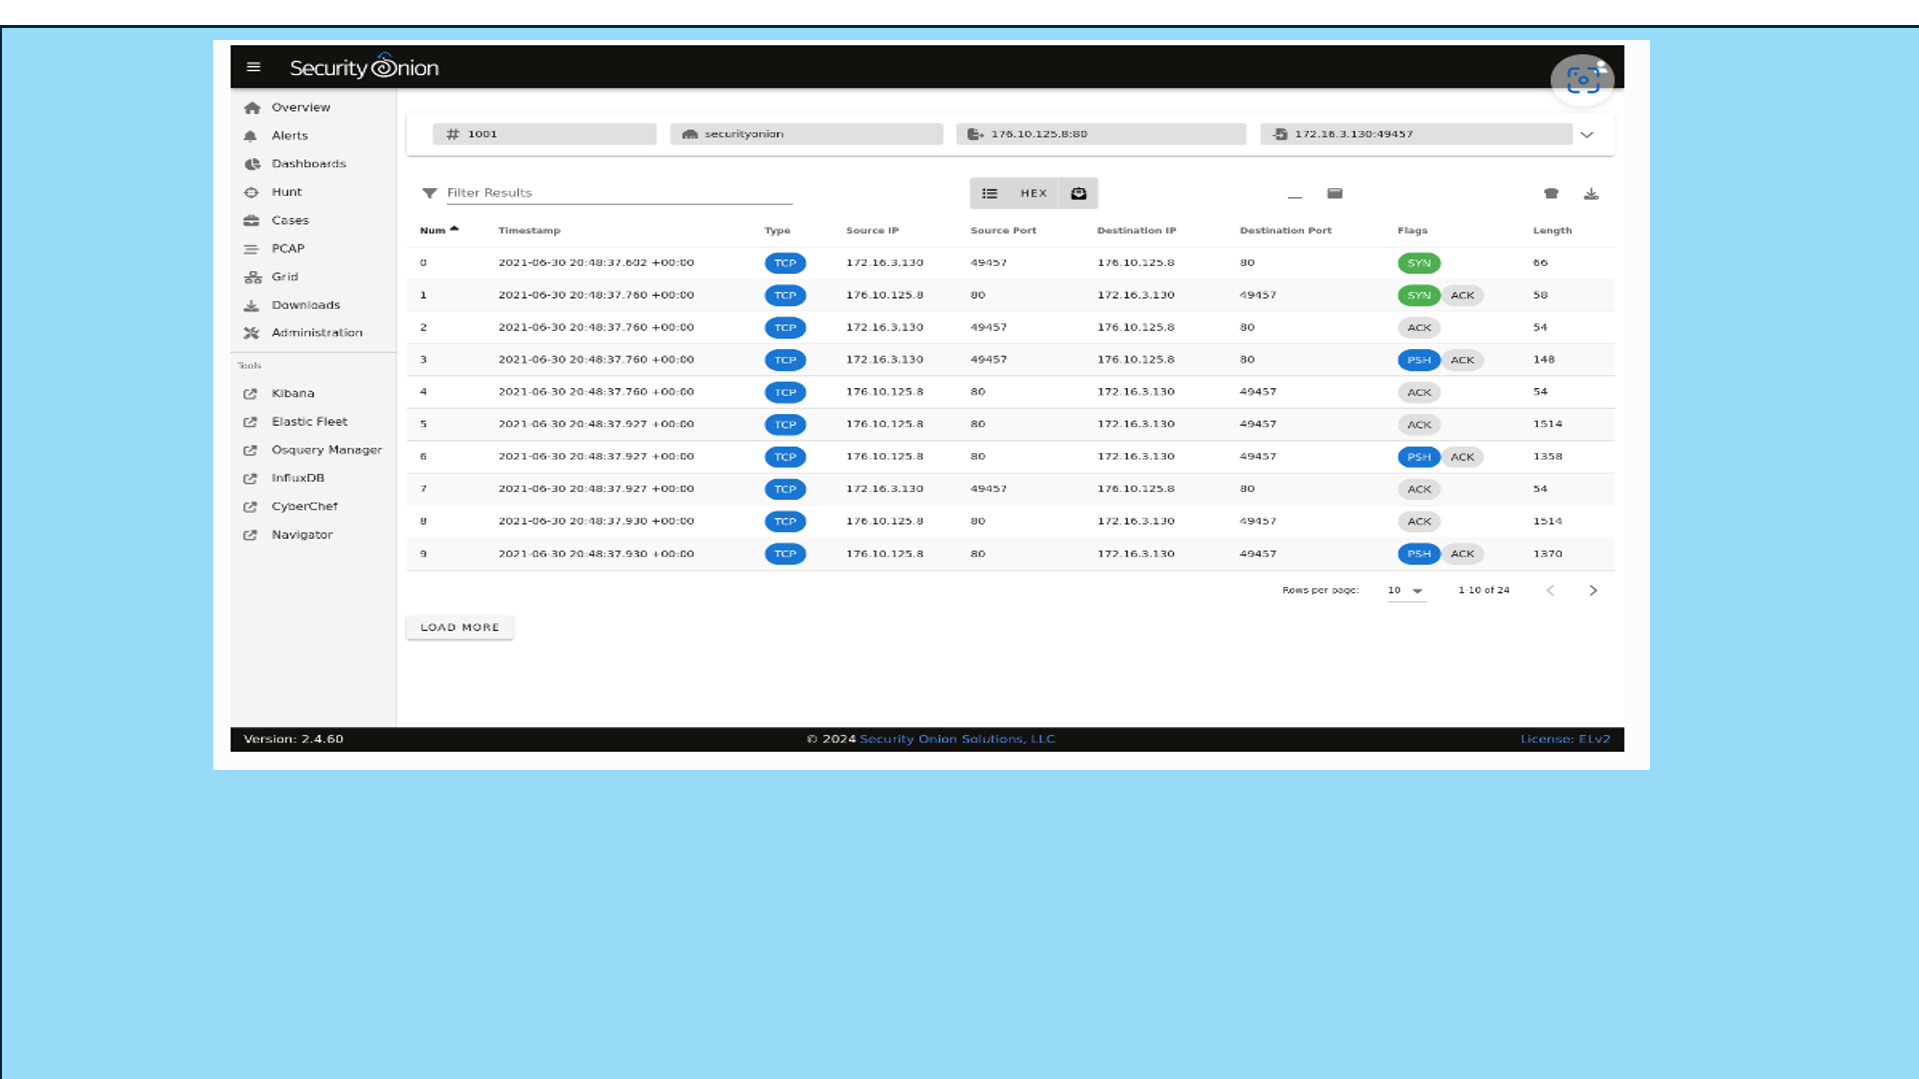 Security Onion
Overview
Alerts
Dashboards
Hunt
Cases
PCAP
Grid
Downloads
Administration
Tools
Kibana
Elastic Fleet
Osquery Manager
InfluxDB
CyberChef
Navigator
1001 securityonion 176.10.125.8:80 172.16.3.130:49457
Filter Results HEX
Num Timestamp Type Source IP Source Port Destination IP Destination Port Flags Length
0 2021-06-30 20:48:37.602 +00:00 TCP 172.16.3.130 49457 176.10.125.8 80 SYN 66
1 2021-06-30 20:48:37.760 +00:00 TCP 176.10.125.8 80 172.16.3.130 49457 SYN ACK 58
2 2021-06-30 20:48:37.760 +00:00 TCP 172.16.3.130 49457 176.10.125.8 80 ACK 54
3 2021-06-30 20:48:37.760 +00:00 TCP 172.16.3.130 49457 176.10.125.8 80 PSH ACK 148
4 2021-06-30 20:48:37.760 +00:00 TCP 176.10.125.8 80 172.16.3.130 49457 ACK 54
5 2021-06-30 20:48:37.927 +00:00 TCP 176.10.125.8 80 172.16.3.130 49457 ACK 1514
6 2021-06-30 20:48:37.927 +00:00 TCP 176.10.125.8 80 172.16.3.130 49457 PSH ACK 1358
7 2021-06-30 20:48:37.927 +00:00 TCP 172.16.3.130 49457 176.10.125.8 80 ACK 54
8 2021-06-30 20:48:37.930 +00:00 TCP 176.10.125.8 80 172.16.3.130 49457 ACK 1514
9 2021-06-30 20:48:37.930 +00:00 TCP 176.10.125.8 80 172.16.3.130 49457 PSH ACK 1370
Rows per page: 10 1-10 of 24
LOAD MORE
Version: 2.4.60 © 2024 Security Onion Solutions, LLC License: ELv2